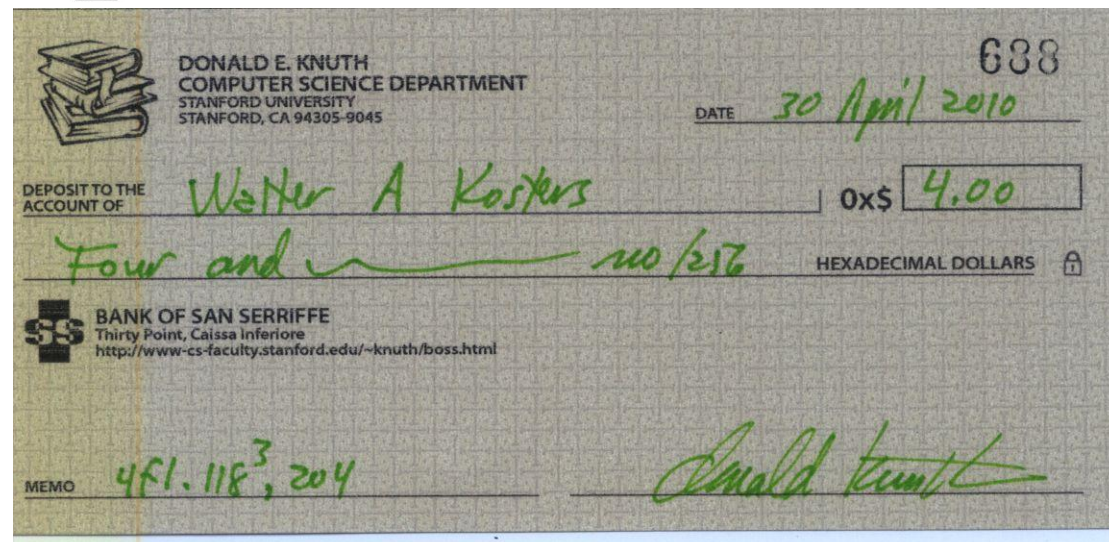 688
DONALD E. KNUTH
COMPUTER SCIENCE DEPARTMENT
STANFORD UNIVERSITY
STANFORD, CA 94305-9045
DATE 30 April 2010
DEPOSIT TO THE
ACCOUNT OF Walter A Kosters 0x$ 4.00
Four and no/256 HEXADECIMAL DOLLARS
SS
BANK OF SAN SERRIFFE
Thirty Point, Caissa Inferiore
http://www-cs-faculty.stanford.edu/~knuth/boss.html
MEMO 4f1.118³, 204 Donald Knuth